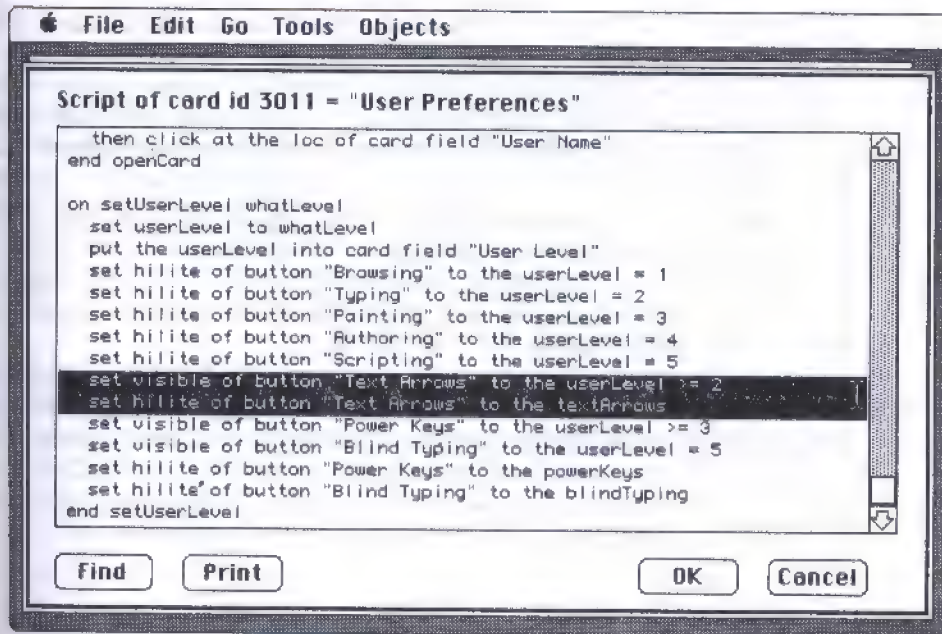 File Edit Go Tools Objects
Script of card id 3011 = "User Preferences"
then click at the loc of card field "User Name"
end openCard
on setUserLevel whatLevel
set userLevel to whatLevel
put the userLevel into card field "User Level"
set hilite of button "Browsing" to the userLevel = 1
set hilite of button "Typing" to the userLevel = 2
set hilite of button "Painting" to the userLevel = 3
set hilite of button "Authoring" to the userLevel = 4
set hilite of button "Scripting" to the userLevel = 5
set visible of button "Text Arrows" to the userLevel >= 2
set hilite of button "Text Arrows" to the textArrows
set visible of button "Power Keys" to the userLevel >= 3
set visible of button "Blind Typing" to the userLevel = 5
set hilite of button "Power Keys" to the powerKeys
set hilite of button "Blind Typing" to the blindTyping
end setUserLevel
Find Print OK Cancel